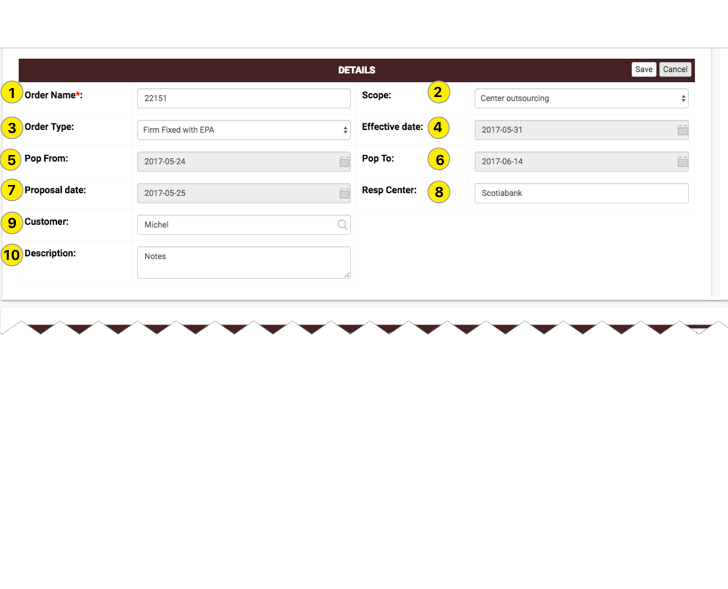 DETAILS
Save Cancel
1 Order Name*: 22151 Scope: 2 Center outsourcing
3 Order Type: Firm Fixed with EPA Effective date: 4 2017-05-31
5 Pop From: 2017-05-24 Pop To: 6 2017-06-14
7 Proposal date: 2017-05-25 Resp Center: 8 Scotiabank
9 Customer: Michel
10 Description: Notes